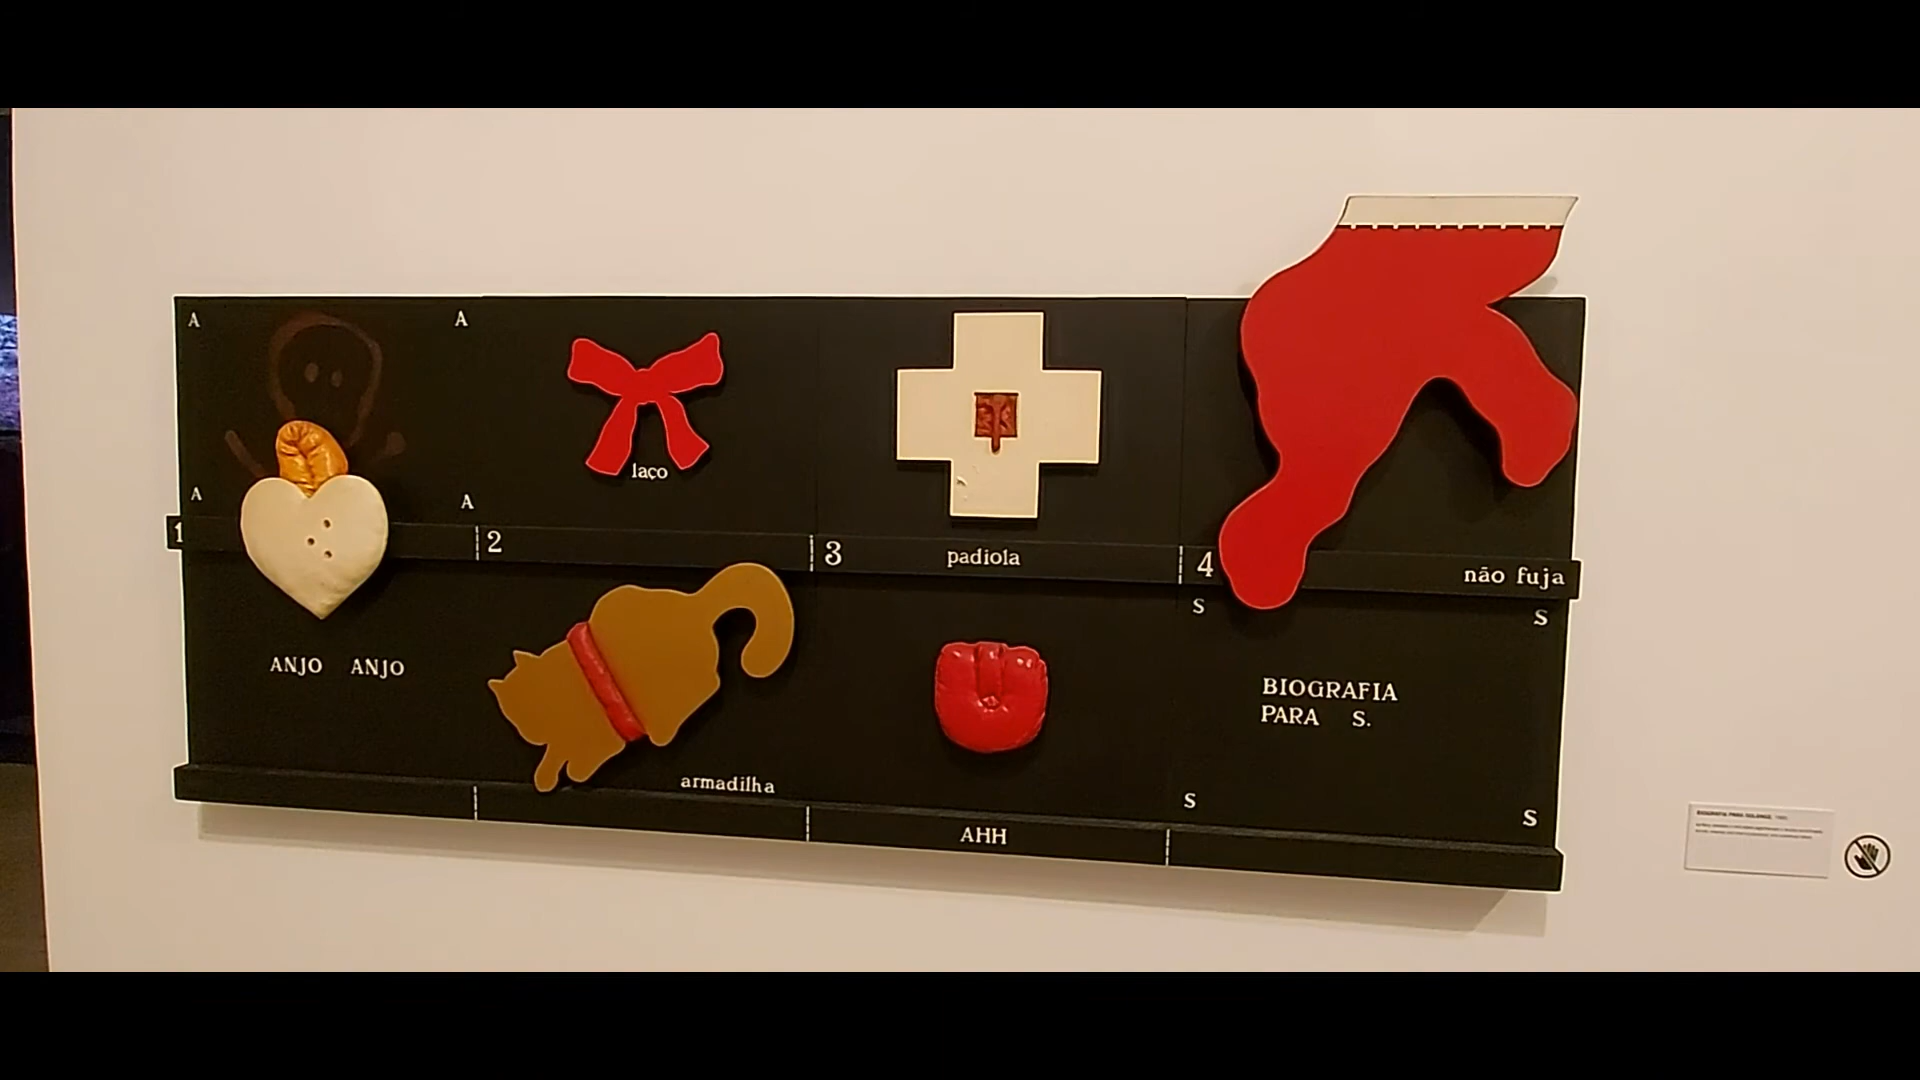 A A
laço
A A
1 2 3 padiola 4 não fuja
S S
ANJO ANJO
BIOGRAFIA
PARA S.
armadilha
S S
AHH